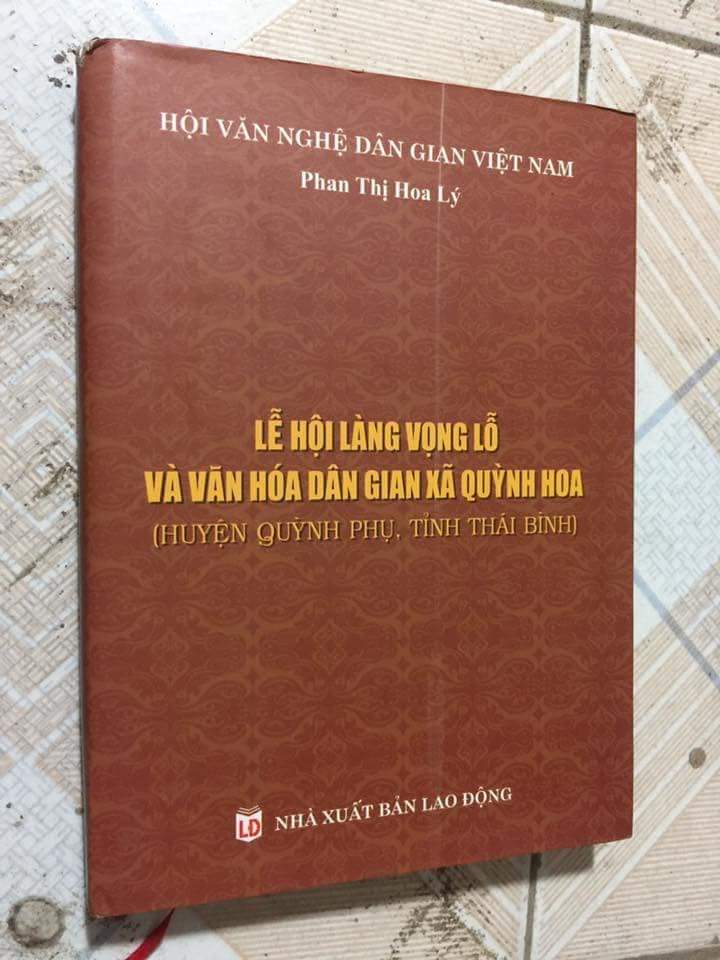 HỘI VĂN NGHỆ DÂN GIAN VIỆT NAM
Phan Thị Hoa Lý
LỄ HỘI LÀNG VỌNG LỖ
VÀ VĂN HÓA DÂN GIAN XÃ QUỲNH HOA
(HUYỆN QUỲNH PHỤ, TỈNH THÁI BÌNH)
LD NHÀ XUẤT BẢN LAO ĐỘNG